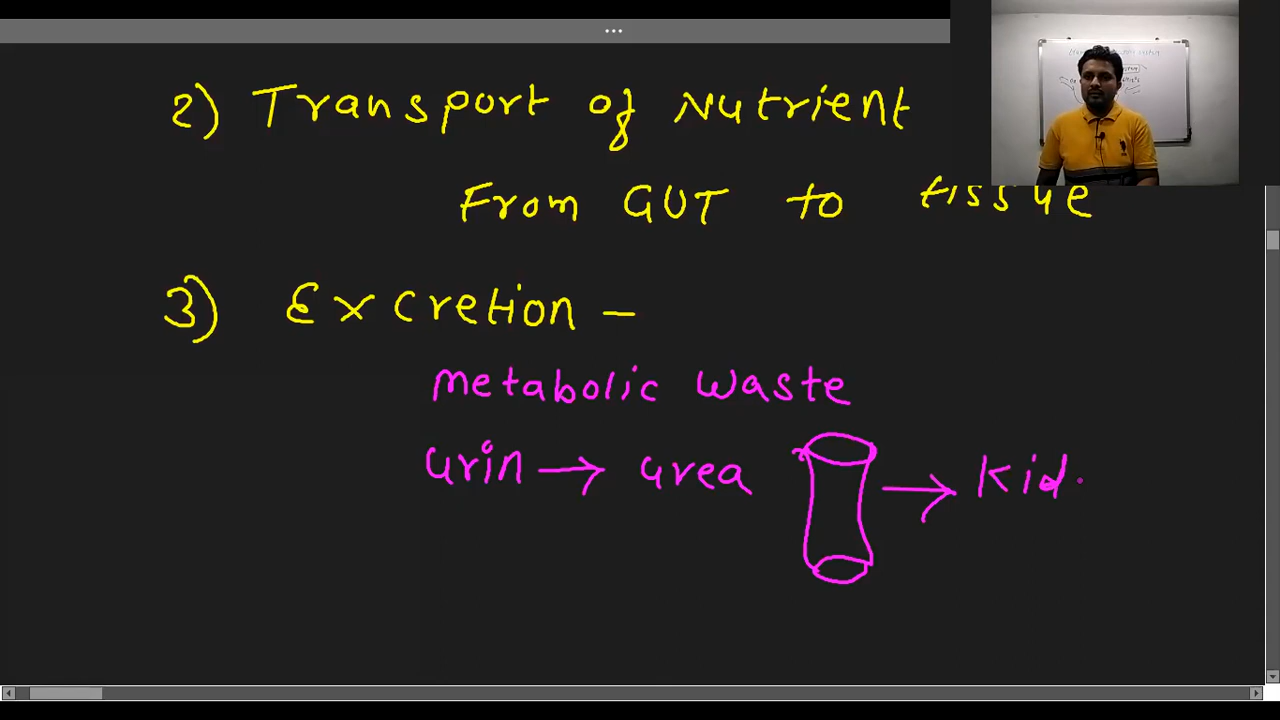 2) Transport of Nutrient
From GUT to tissue
3) Excretion -
metabolic waste
urin → urea → Kid